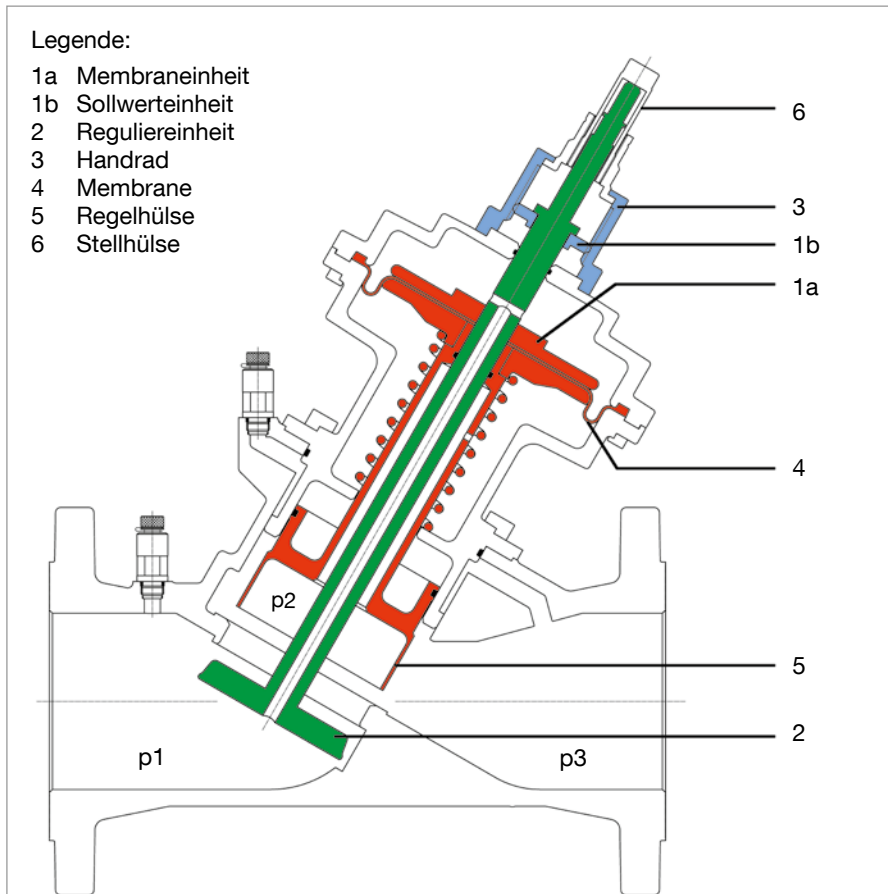 Legende:
1a Membraneinheit
1b Sollwerteinheit
2 Reguliereinheit
3 Handrad
4 Membrane
5 Regelhülse
6 Stellhülse
6
3
1b
1a
4
p2
5
2
p1
p3